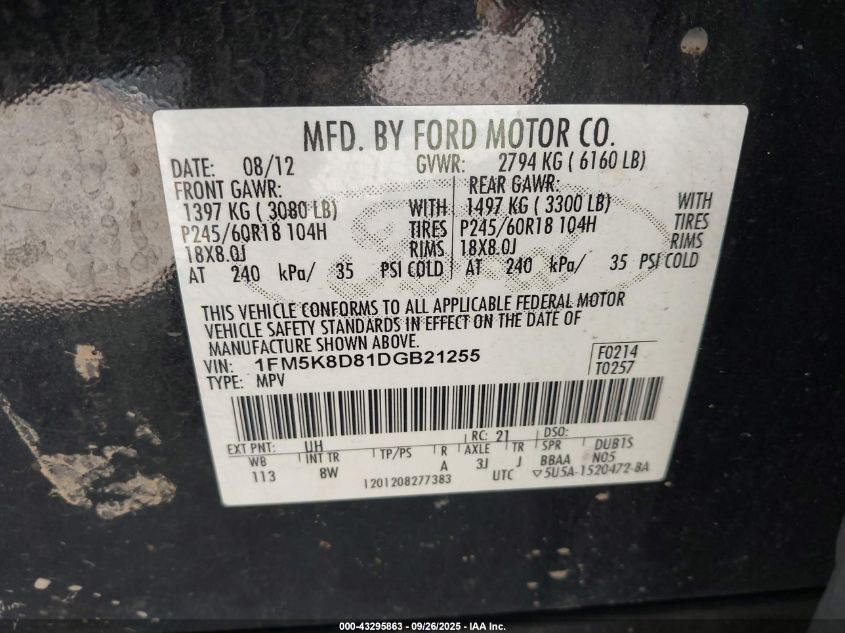 MFD. BY FORD MOTOR CO.
DATE: 08/12 GVWR: 2794 KG ( 6160 LB)
FRONT GAWR: REAR GAWR:
1397 KG ( 3080 LB) WITH 1497 KG ( 3300 LB) WITH
P245/60R18 104H TIRES P245/60R18 104H TIRES
18X8.0J RIMS 18X8.0J RIMS
AT 240 kPa/ 35 PSI COLD AT 240 kPa/ 35 PSI COLD
THIS VEHICLE CONFORMS TO ALL APPLICABLE FEDERAL MOTOR
VEHICLE SAFETY STANDARDS IN EFFECT ON THE DATE OF
MANUFACTURE SHOWN ABOVE.
VIN: 1FM5K8D81DGB21255 F0214
TYPE: MPV T0257
EXT PNT: UH RC: 21 DSO:
WB INT TR TP/PS R AXLE TR SPR DUB1S
113 BW A 3J J BBAA N05
1201208277383 UTC ▽5U5A-1520472-BA
000-43295863 - 09/26/2025 - IAA Inc.